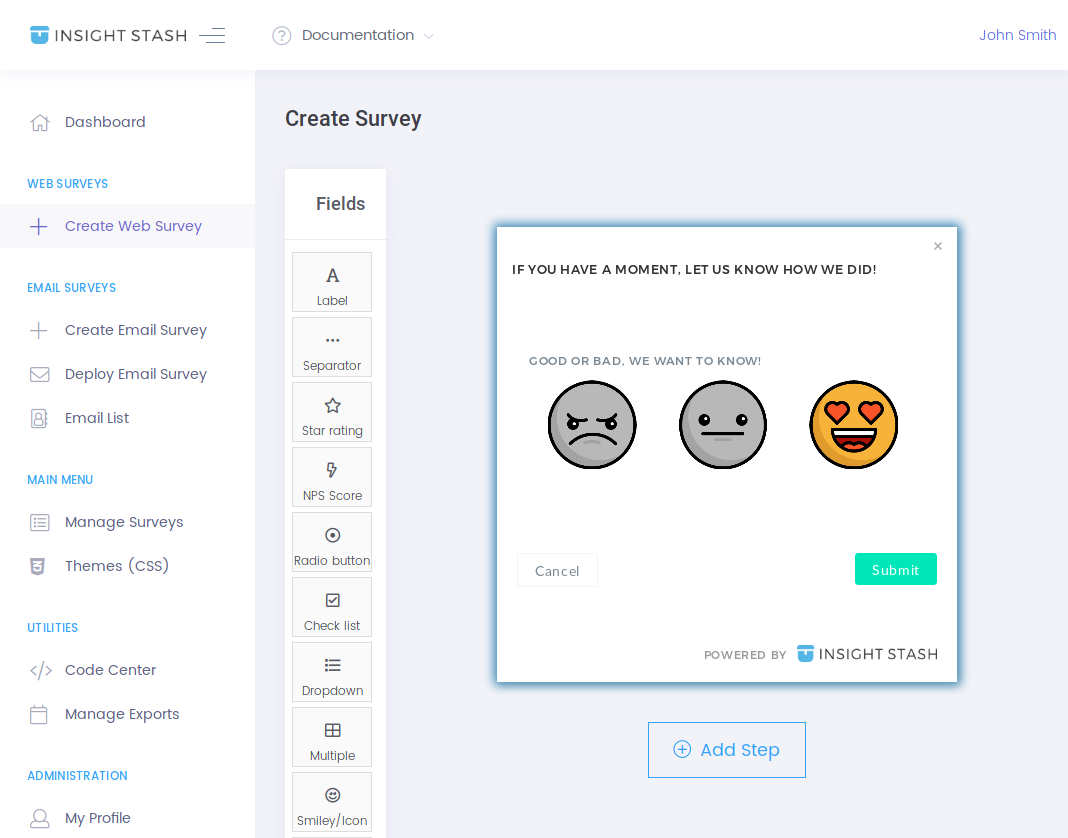 INSIGHT STASH
Documentation
John Smith
Dashboard
WEB SURVEYS
Create Web Survey
EMAIL SURVEYS
Create Email Survey
Deploy Email Survey
Email List
MAIN MENU
Manage Surveys
Themes (CSS)
UTILITIES
Code Center
Manage Exports
ADMINISTRATION
My Profile
Create Survey
Fields
Label
Separator
Star rating
NPS Score
Radio button
Check list
Dropdown
Multiple
Smiley/Icon
×
IF YOU HAVE A MOMENT, LET US KNOW HOW WE DID!
GOOD OR BAD, WE WANT TO KNOW!
Cancel
Submit
POWERED BY INSIGHT STASH
Add Step